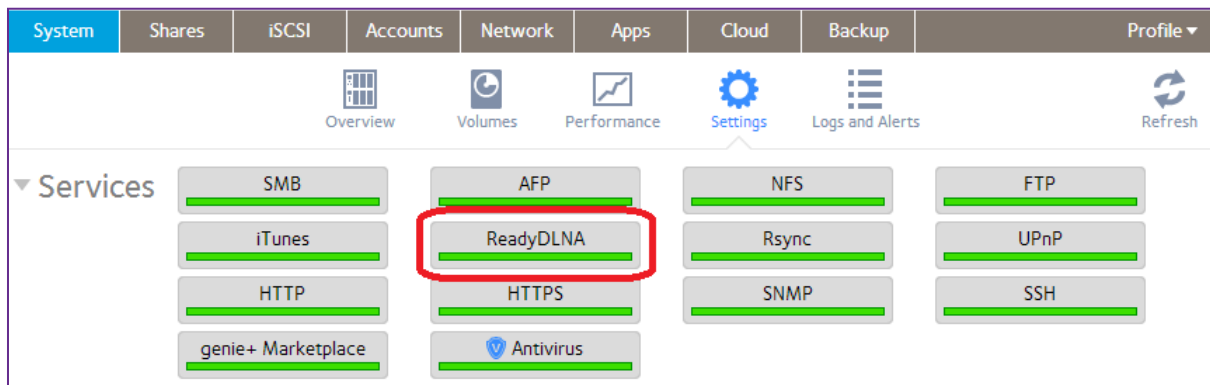 System Shares iSCSI Accounts Network Apps Cloud Backup Profile
Overview Volumes Performance Settings Logs and Alerts Refresh
Services SMB AFP NFS FTP
iTunes ReadyDLNA Rsync UPnP
HTTP HTTPS SNMP SSH
genie+ Marketplace V Antivirus